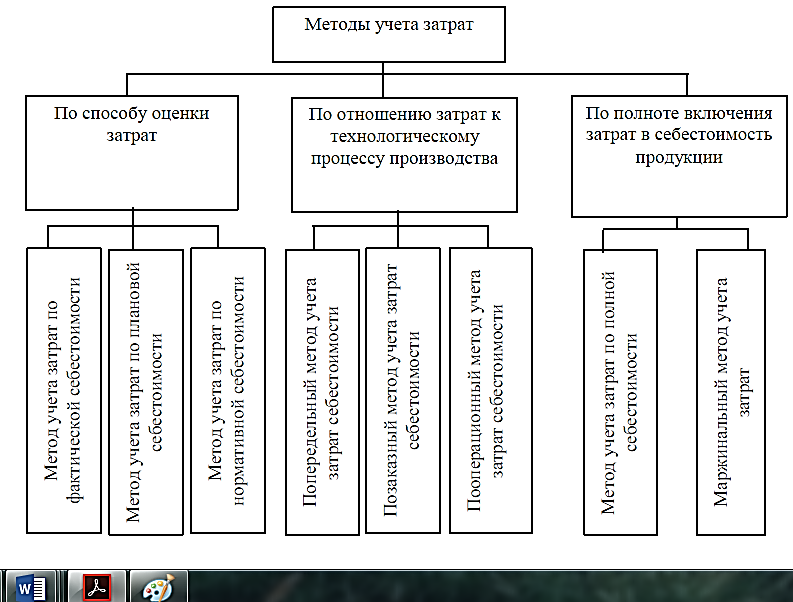 Методы учета затрат
По способу оценки
затрат
По отношению затрат к
технологическому
процессу производства
По полноте включения
затрат в себестоимость
продукции
Метод учета затрат по
фактической себестоимости
Метод учета затрат по плановой
себестоимости
Метод учета затрат по
нормативной себестоимости
Попередельный метод учета
затрат себестоимости
Позаказный метод учета затрат
себестоимости
Пооперационный метод учета
затрат себестоимости
Метод учета затрат по полной
себестоимости
Маржинальный метод учета
затрат
W